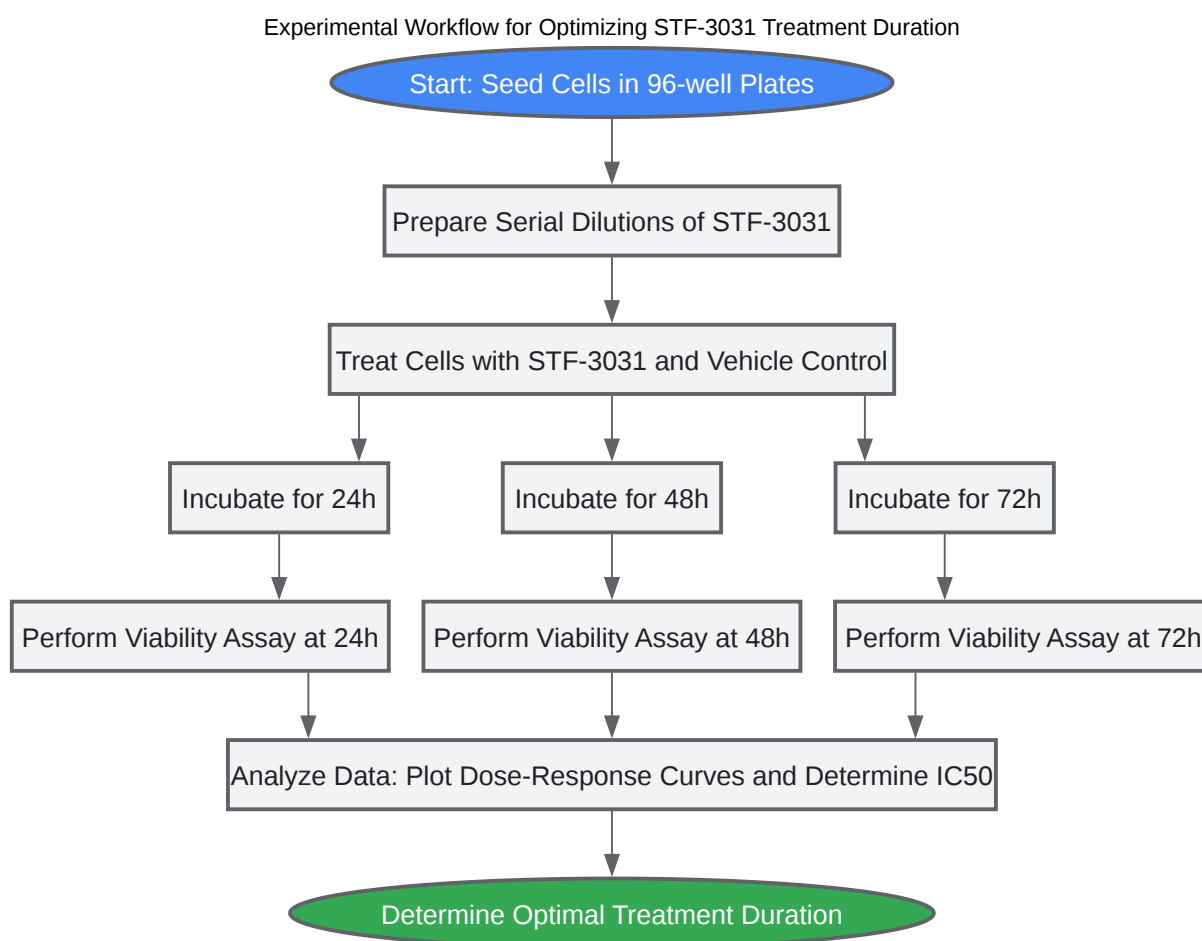 Experimental Workflow for Optimizing STF-3031 Treatment Duration
Start: Seed Cells in 96-well Plates
Prepare Serial Dilutions of STF-3031
Treat Cells with STF-3031 and Vehicle Control
Incubate for 24h
Incubate for 48h
Incubate for 72h
Perform Viability Assay at 24h
Perform Viability Assay at 48h
Perform Viability Assay at 72h
Analyze Data: Plot Dose-Response Curves and Determine IC50
Determine Optimal Treatment Duration